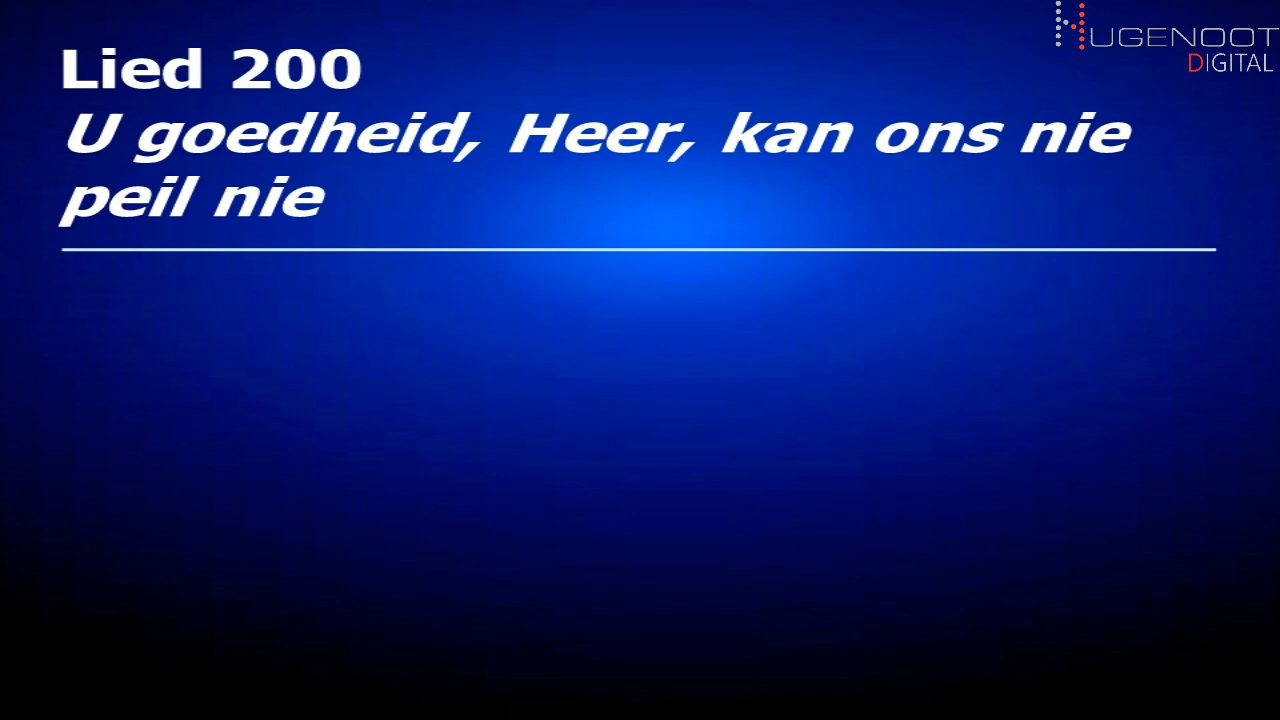 HUGENOOT
DIGITAL
Lied 200
U goedheid, Heer, kan ons nie
peil nie